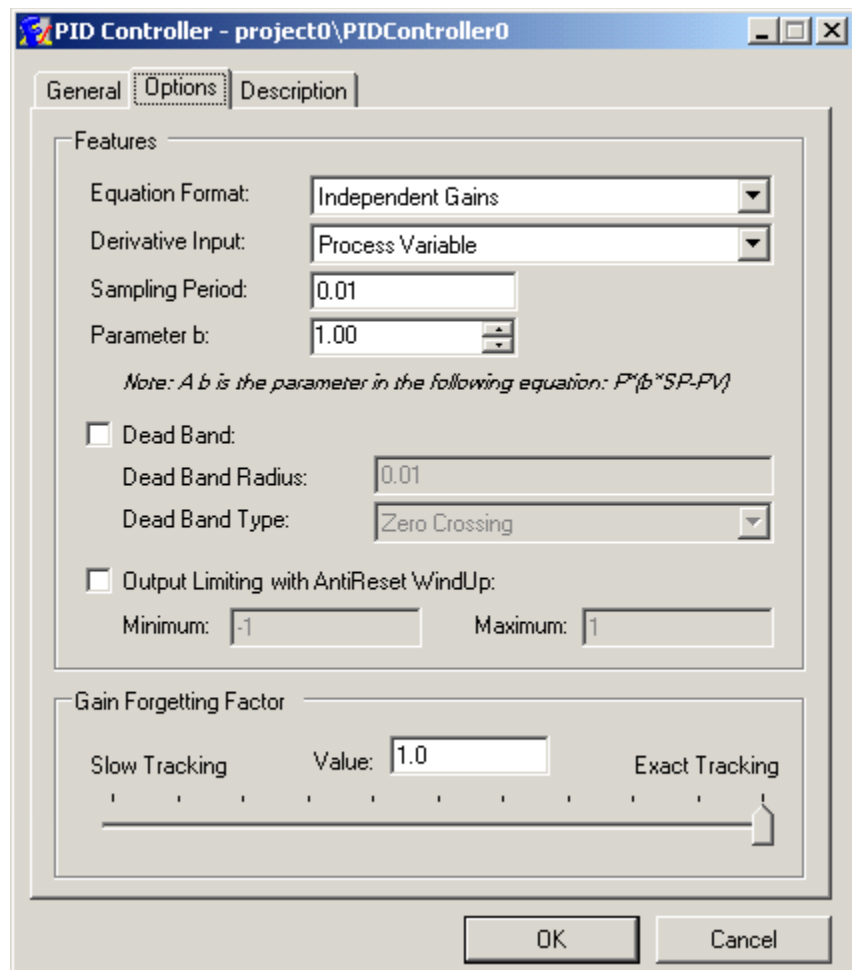 PID Controller - project0\PIDController0
General Options Description
Features
Equation Format: Independent Gains
Derivative Input: Process Variable
Sampling Period: 0.01
Parameter b: 1.00
Note: A b is the parameter in the following equation: P*(b*SP-PV)
Dead Band:
Dead Band Radius: 0.01
Dead Band Type: Zero Crossing
Output Limiting with AntiReset WindUp:
Minimum: -1 Maximum: 1
Gain Forgetting Factor
Slow Tracking Value: 1.0 Exact Tracking
OK Cancel